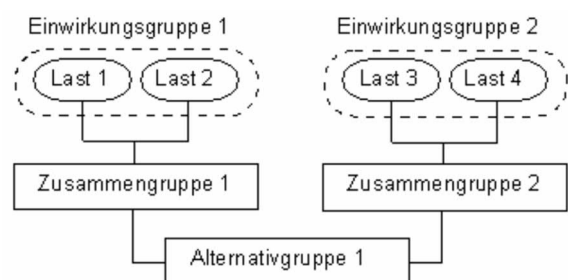 Einwirkungsgruppe 1 Einwirkungsgruppe 2
Last 1 Last 2 Last 3 Last 4
Zusammengruppe 1 Zusammengruppe 2
Alternativgruppe 1